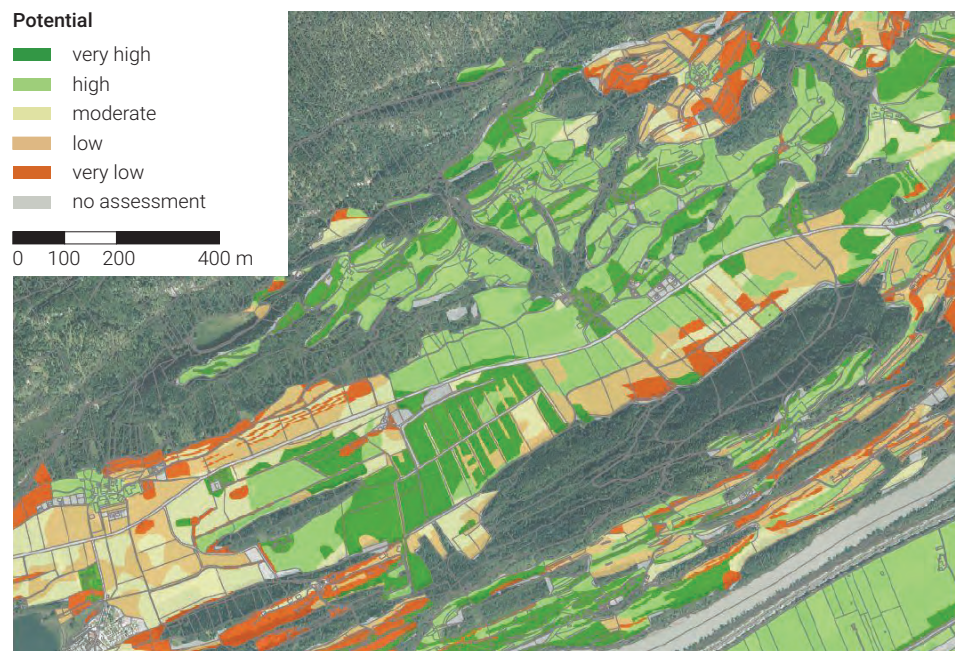 Potential
very high
high
moderate
low
very low
no assessment
0 100 200 400 m